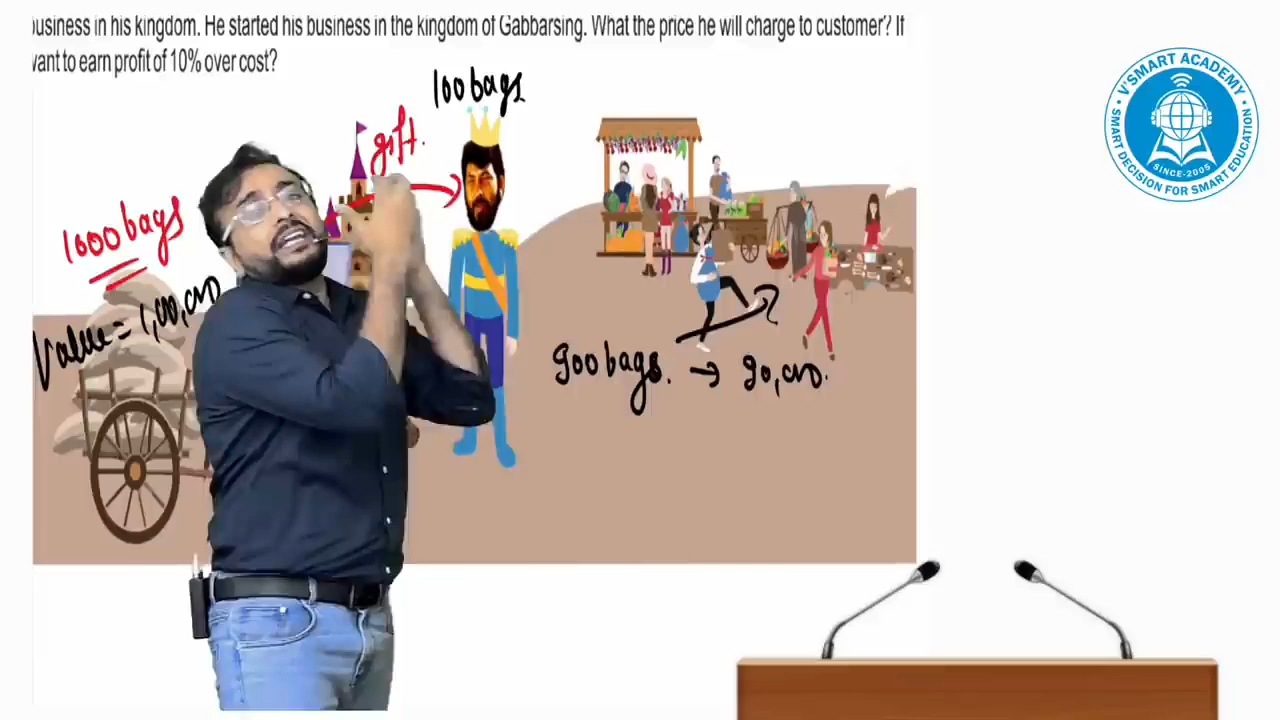 business in his kingdom. He started his business in the kingdom of Gabbarsing. What the price he will charge to customer? If
want to earn profit of 10% over cost?
100 bags
gift.
1000 bags
Value = 1,00,000
900 bags. → 90,000.
V'SMART ACADEMY
SINCE-2005
SMART DECISION FOR SMART EDUCATION